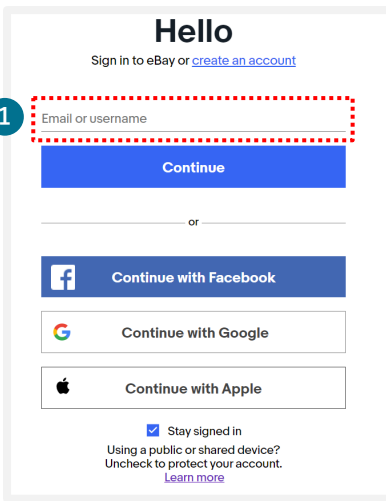 Hello
Sign in to eBay or create an account
1
Email or username
Continue
or
Continue with Facebook
Continue with Google
Continue with Apple
Stay signed in
Using a public or shared device?
Uncheck to protect your account.
Learn more